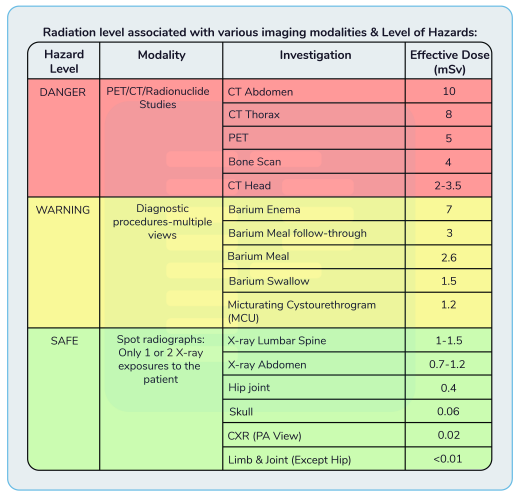 Radiation level associated with various imaging modalities & Level of Hazards:
Hazard Level Modality Investigation Effective Dose (mSv)
DANGER PET/CT/Radionuclide Studies CT Abdomen 10
CT Thorax 8
PET 5
Bone Scan 4
CT Head 2-3.5
WARNING Diagnostic procedures-multiple views Barium Enema 7
Barium Meal follow-through 3
Barium Meal 2.6
Barium Swallow 1.5
Micturating Cystourethrogram (MCU) 1.2
SAFE Spot radiographs: Only 1 or 2 X-ray exposures to the patient X-ray Lumbar Spine 1-1.5
X-ray Abdomen 0.7-1.2
Hip joint 0.4
Skull 0.06
CXR (PA View) 0.02
Limb & Joint (Except Hip) <0.01